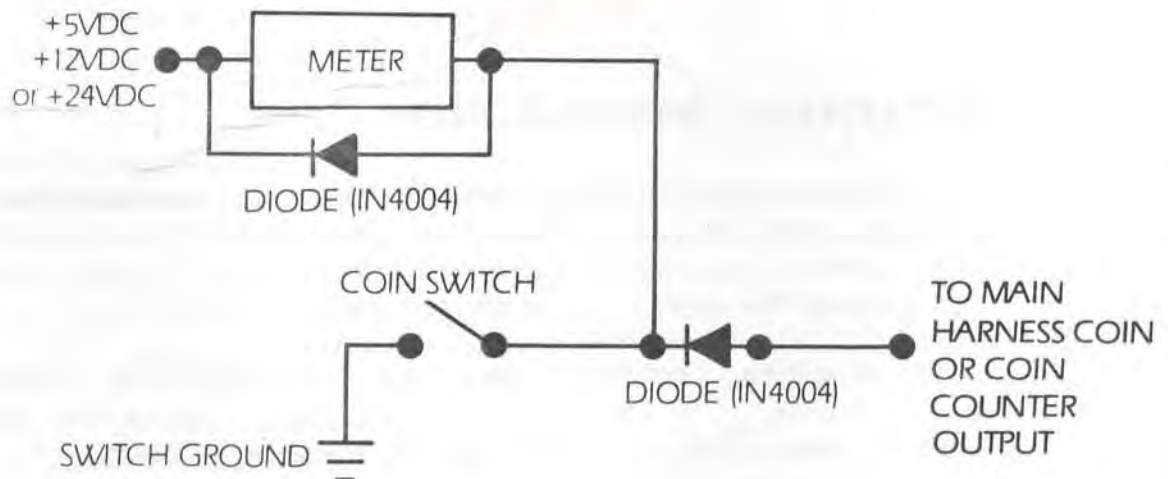 +5VDC
+12VDC
or +24VDC
METER
DIODE (IN4004)
COIN SWITCH
SWITCH GROUND
DIODE (IN4004)
TO MAIN
HARNESS COIN
OR COIN
COUNTER
OUTPUT